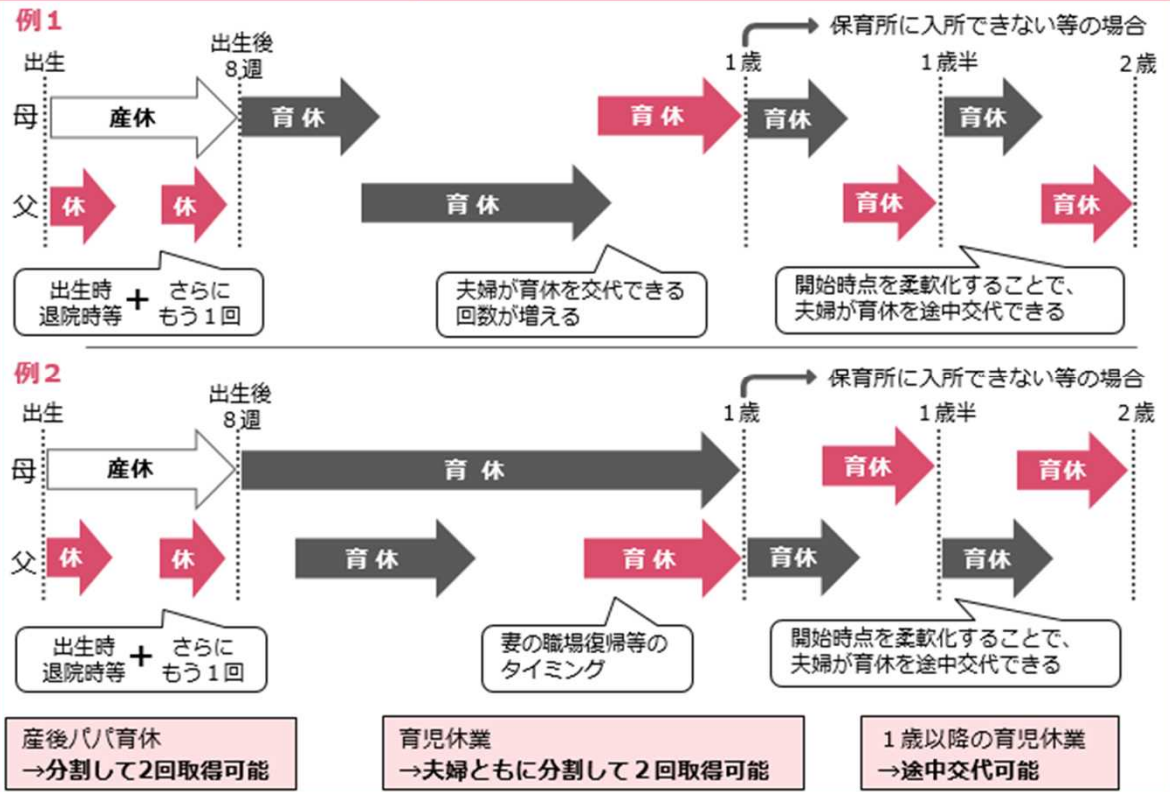 例1
保育所に入所できない等の場合
出生
出生後
8週
1歳
1歳半
2歳
母
産休
育休
育休
育休
育休
父
休
休
育休
育休
育休
出生時
退院時等
+
さらに
もう1回
夫婦が育休を交代できる
回数が増える
開始時点を柔軟化することで、
夫婦が育休を途中交代できる
例2
保育所に入所できない等の場合
出生
出生後
8週
1歳
1歳半
2歳
母
産休
育休
育休
育休
父
休
休
育休
育休
育休
育休
出生時
退院時等
+
さらに
もう1回
妻の職場復帰等の
タイミング
開始時点を柔軟化することで、
夫婦が育休を途中交代できる
産後パパ育休
→分割して2回取得可能
育児休業
→夫婦ともに分割して2回取得可能
1歳以降の育児休業
→途中交代可能